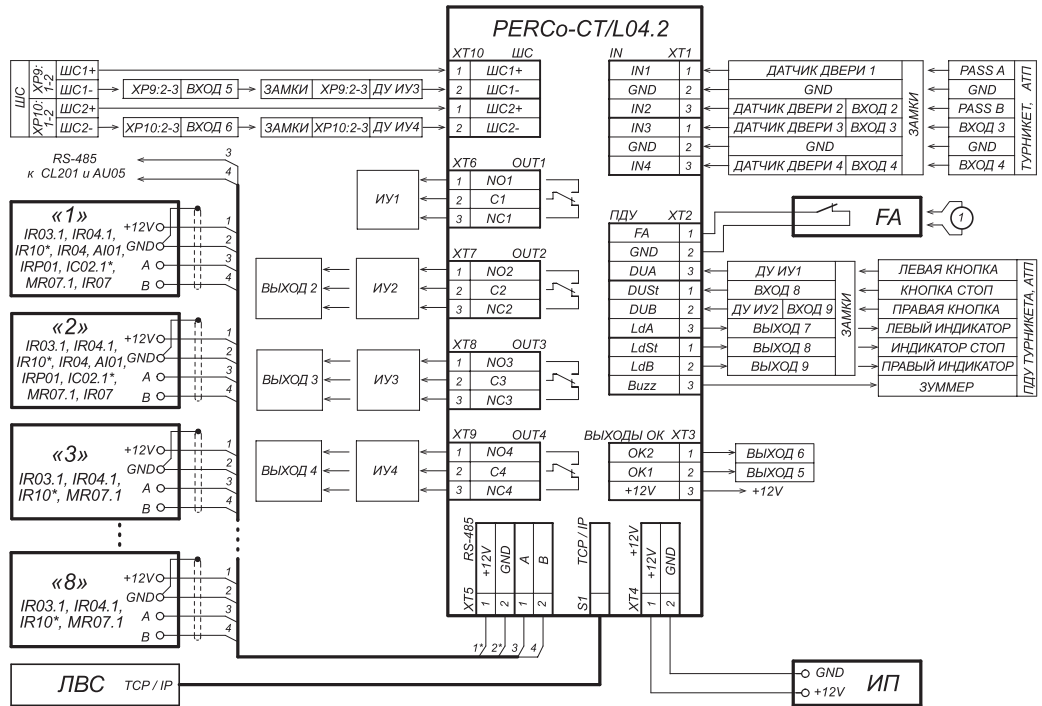 PERCo-CT/L04.2
ШС
XP9: 1-2
ШС1+
ШС1-
XP10: 1-2
ШС2+
ШС2-
XP9:2-3 ВХОД 5
ЗАМКИ XP9:2-3 ДУ ИУ3
XP10:2-3 ВХОД 6
ЗАМКИ XP10:2-3 ДУ ИУ4
XT10 ШС
1 ШС1+
2 ШС1-
1 ШС2+
2 ШС2-
RS-485
к CL201 и AU05
3
4
«1»
IR03.1, IR04.1,
IR10*, IR04, AI01,
IRP01, IC02.1*,
MR07.1, IR07
+12V 1
GND 2
A 3
B 4
«2»
IR03.1, IR04.1,
IR10*, IR04, AI01,
IRP01, IC02.1*,
MR07.1, IR07
+12V 1
GND 2
A 3
B 4
«3»
IR03.1, IR04.1,
IR10*, MR07.1
+12V 1
GND 2
A 3
B 4
«8»
IR03.1, IR04.1,
IR10*, MR07.1
+12V 1
GND 2
A 3
B 4
ЛВС TCP / IP
XT6 OUT1
1 NO1
2 C1
3 NC1
ИУ1
XT7 OUT2
1 NO2
2 C2
3 NC2
ВЫХОД 2
ИУ2
XT8 OUT3
1 NO3
2 C3
3 NC3
ВЫХОД 3
ИУ3
XT9 OUT4
1 NO4
2 C4
3 NC4
ВЫХОД 4
ИУ4
XT5 RS-485
1 +12V
2 GND
1 A
2 B
1* 2* 3 4
S1 TCP / IP
XT4 +12V
1 +12V
2 GND
IN XT1
IN1 1
GND 2
IN2 3
IN3 1
GND 2
IN4 3
ДАТЧИК ДВЕРИ 1
GND
ДАТЧИК ДВЕРИ 2 ВХОД 2
ДАТЧИК ДВЕРИ 3 ВХОД 3
GND
ДАТЧИК ДВЕРИ 4 ВХОД 4
ЗАМКИ
PASS A
GND
PASS B
ВХОД 3
GND
ВХОД 4
ТУРНИКЕТ, АТП
ПДУ XT2
FA 1
GND 2
DUA 3
DUSt 1
DUB 2
LdA 3
LdSt 1
LdB 2
Buzz 3
FA
1
ДУ ИУ1
ВХОД 8
ДУ ИУ2 ВХОД 9
ВЫХОД 7
ВЫХОД 8
ВЫХОД 9
ЗАМКИ
ЛЕВАЯ КНОПКА
КНОПКА СТОП
ПРАВАЯ КНОПКА
ЛЕВЫЙ ИНДИКАТОР
ИНДИКАТОР СТОП
ПРАВЫЙ ИНДИКАТОР
ЗУММЕР
ПДУ ТУРНИКЕТА, АТП
ВЫХОДЫ ОК XT3
OK2 1
OK1 2
+12V 3
ВЫХОД 6
ВЫХОД 5
+12V
GND
+12V
ИП